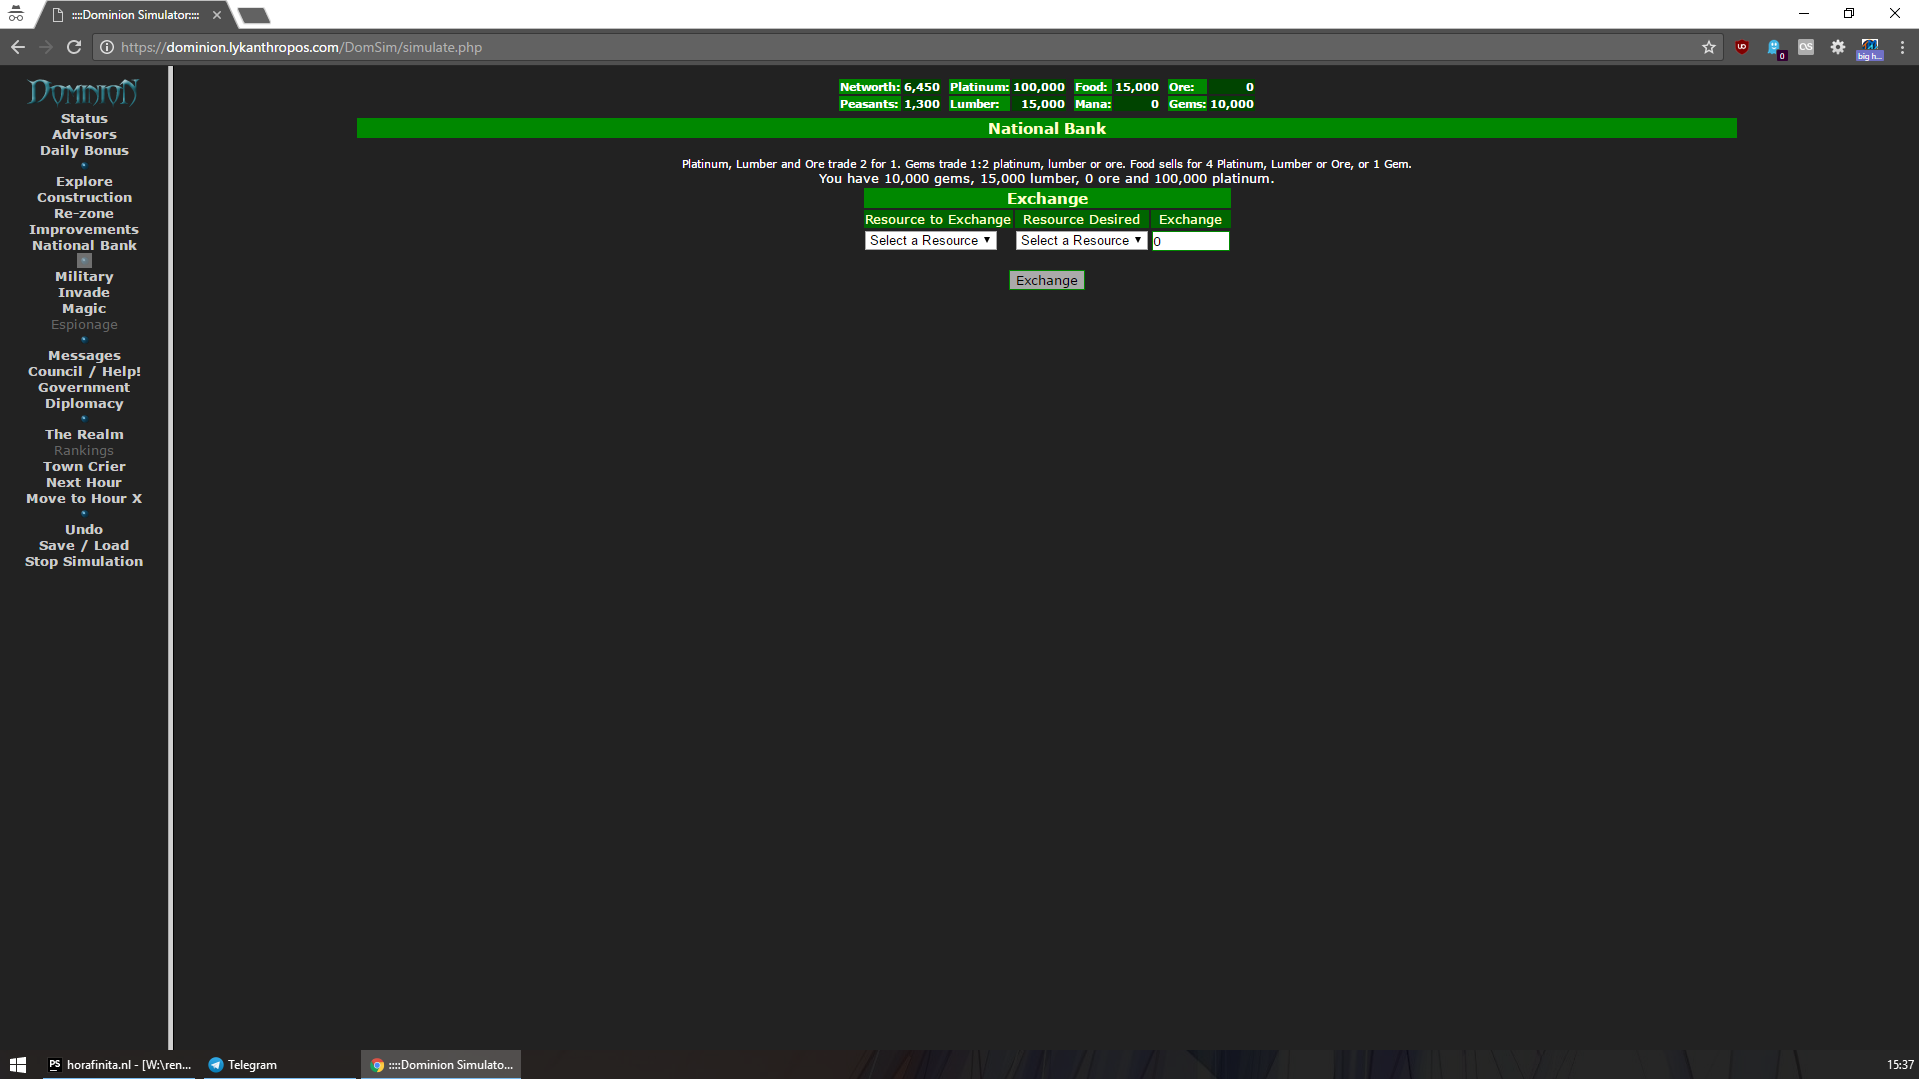 ::::Dominion Simulator::::
https://dominion.lykanthropos.com/DomSim/simulate.php
0
big h...
DOMINION
Status
Advisors
Daily Bonus
Explore
Construction
Re-zone
Improvements
National Bank
Military
Invade
Magic
Espionage
Messages
Council / Help!
Government
Diplomacy
The Realm
Rankings
Town Crier
Next Hour
Move to Hour X
Undo
Save / Load
Stop Simulation
Networth: 6,450 Platinum: 100,000 Food: 15,000 Ore: 0
Peasants: 1,300 Lumber: 15,000 Mana: 0 Gems: 10,000
National Bank
Platinum, Lumber and Ore trade 2 for 1. Gems trade 1:2 platinum, lumber or ore. Food sells for 4 Platinum, Lumber or Ore, or 1 Gem.
You have 10,000 gems, 15,000 lumber, 0 ore and 100,000 platinum.
Exchange
Resource to Exchange Resource Desired Exchange
Select a Resource Select a Resource 0
Exchange
PS horafinita.nl - [W:\ren... Telegram ::::Dominion Simulato... 15:37